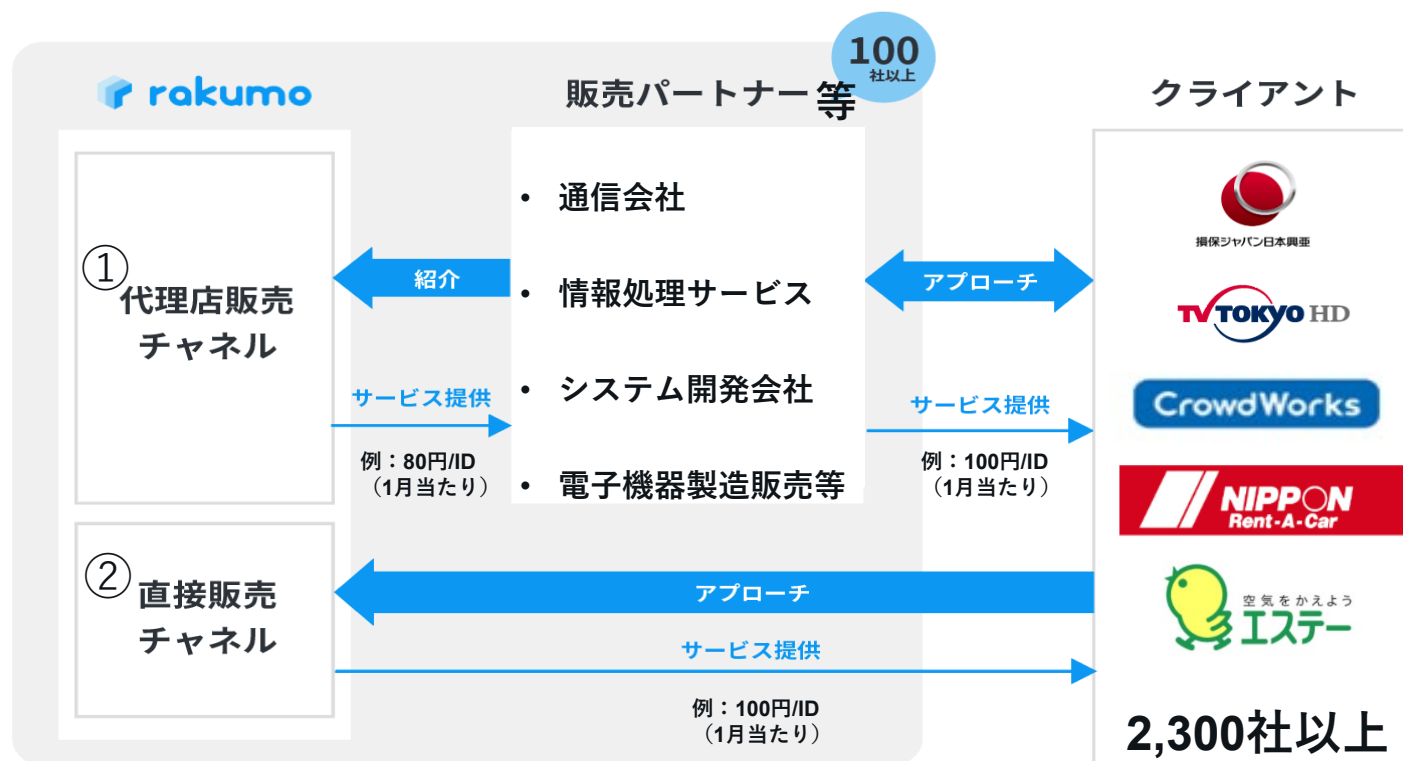 100
社以上
rakumo
販売パートナー等
クライアント
①
代理店販売
チャネル
紹介
サービス提供
例：80円/ID
（1月当たり）
• 通信会社
• 情報処理サービス
• システム開発会社
• 電子機器製造販売等
アプローチ
サービス提供
例：100円/ID
（1月当たり）
②
直接販売
チャネル
アプローチ
サービス提供
例：100円/ID
（1月当たり）
損保ジャパン日本興亜
TV TOKYO HD
CrowdWorks
NIPPON
Rent-A-Car
空気をかえよう
エステー
2,300社以上